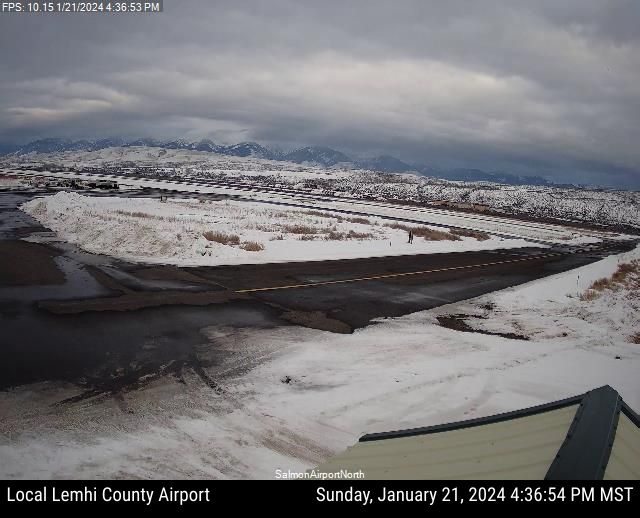 FPS: 10.15 1/21/2024 4:36:53 PM
SalmonAirportNorth
Local Lemhi County Airport
Sunday, January 21, 2024 4:36:54 PM MST